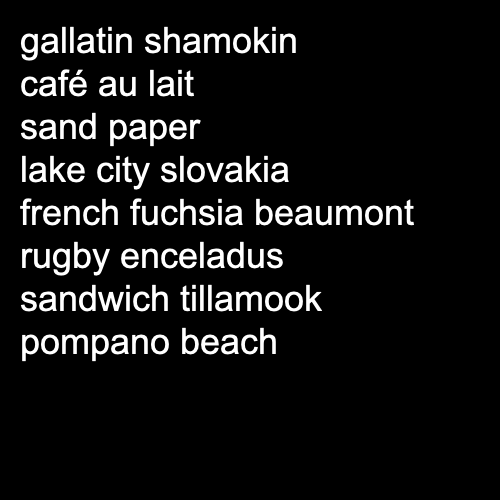 gallatin shamokin
café au lait
sand paper
lake city slovakia
french fuchsia beaumont
rugby enceladus
sandwich tillamook
pompano beach